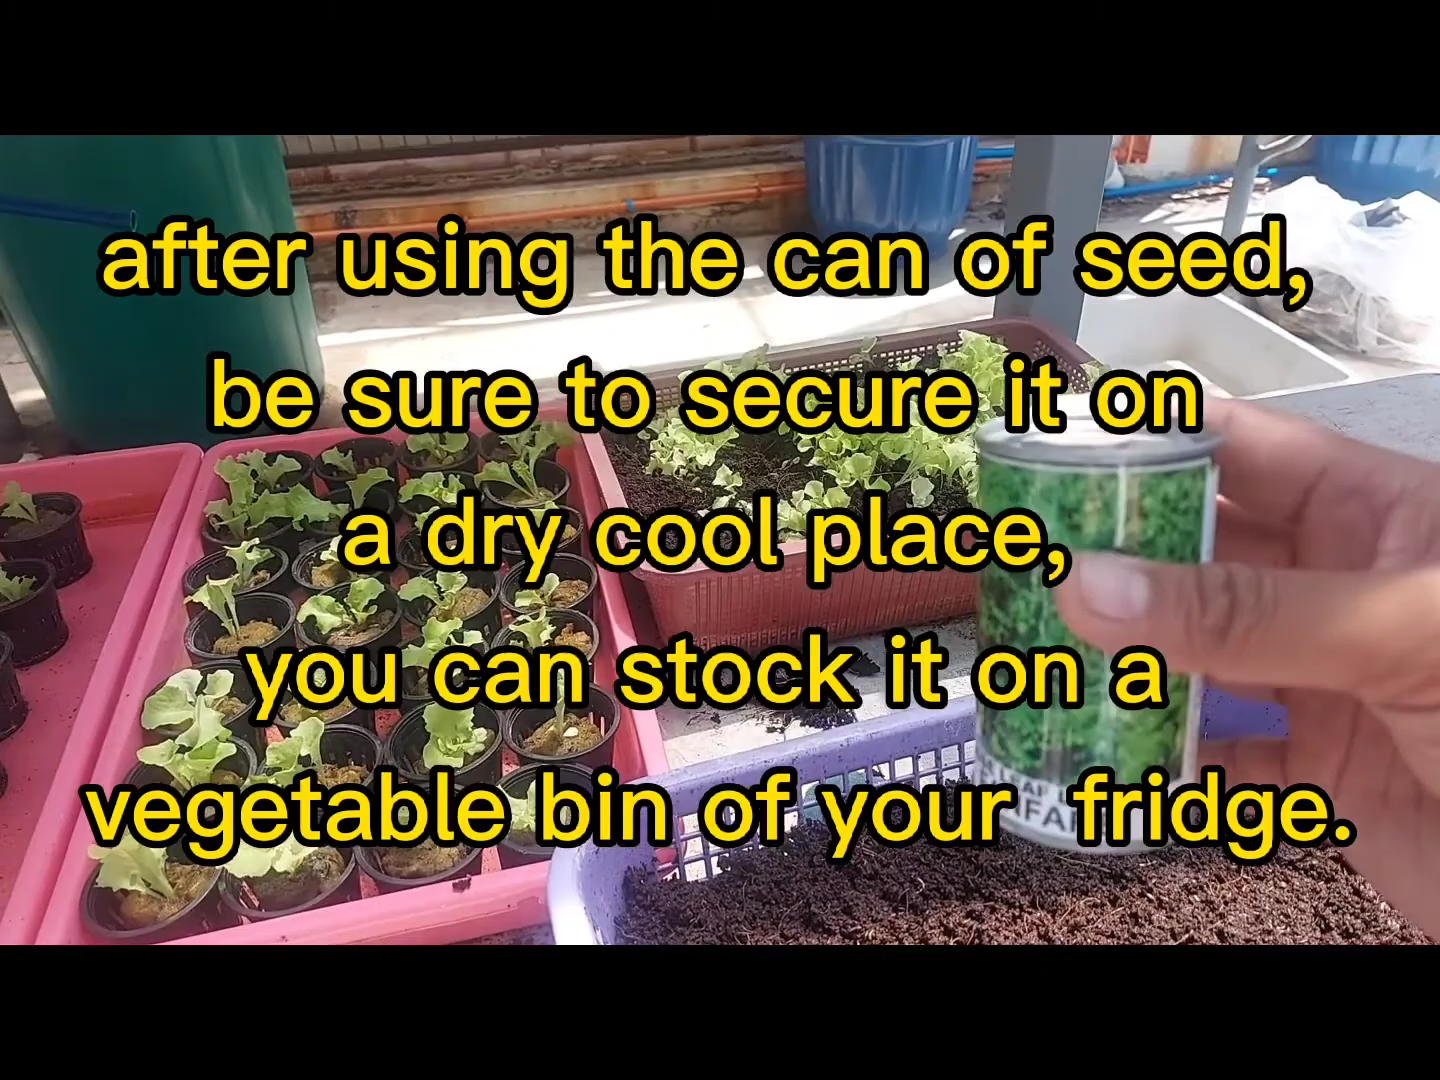 after using the can of seed,
be sure to secure it on
a dry cool place,
you can stock it on a
vegetable bin of your fridge.